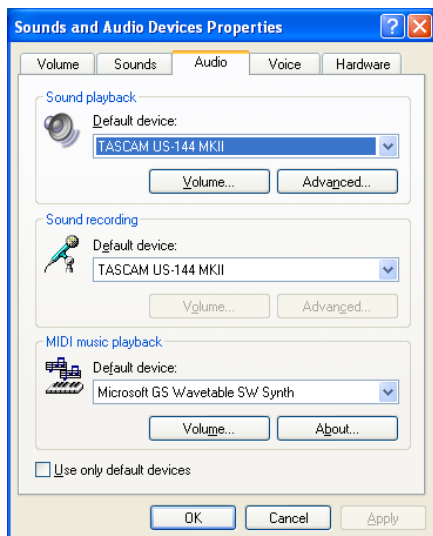 Sounds and Audio Devices Properties
Volume
Sounds
Audio
Voice
Hardware
Sound playback
Default device:
TASCAM US-144 MKII
Volume...
Advanced...
Sound recording
Default device:
TASCAM US-144 MKII
Volume...
Advanced...
MIDI music playback
Default device:
Microsoft GS Wavetable SW Synth
Volume...
About...
Use only default devices
OK
Cancel
Apply